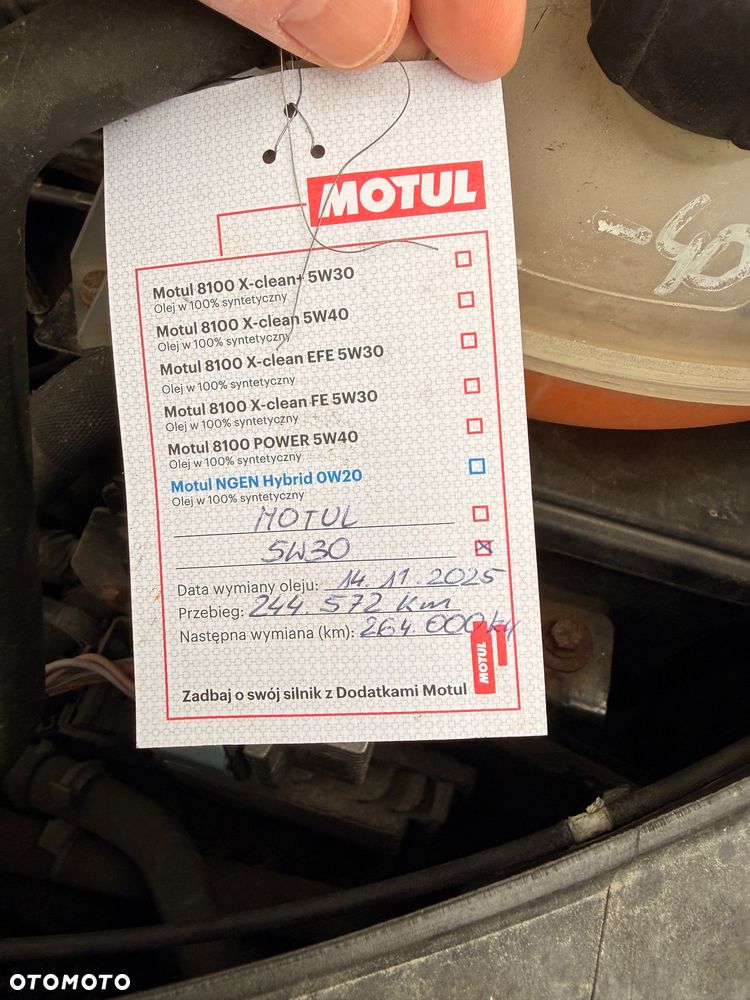 MOTUL
-40
Motul 8100 X-clean+ 5W30
Olej w 100% syntetyczny
Motul 8100 X-clean 5W40
Olej w 100% syntetyczny
Motul 8100 X-clean EFE 5W30
Olej w 100% syntetyczny
Motul 8100 X-clean FE 5W30
Olej w 100% syntetyczny
Motul 8100 POWER 5W40
Olej w 100% syntetyczny
Motul NGEN Hybrid 0W20
Olej w 100% syntetyczny
MOTUL
5W30
Data wymiany oleju: 14.11.2025
Przebieg: 244.572 Km
Następna wymiana (km): 264.000 km
MOTUL
Zadbaj o swój silnik z Dodatkami Motul
OTOMOTO